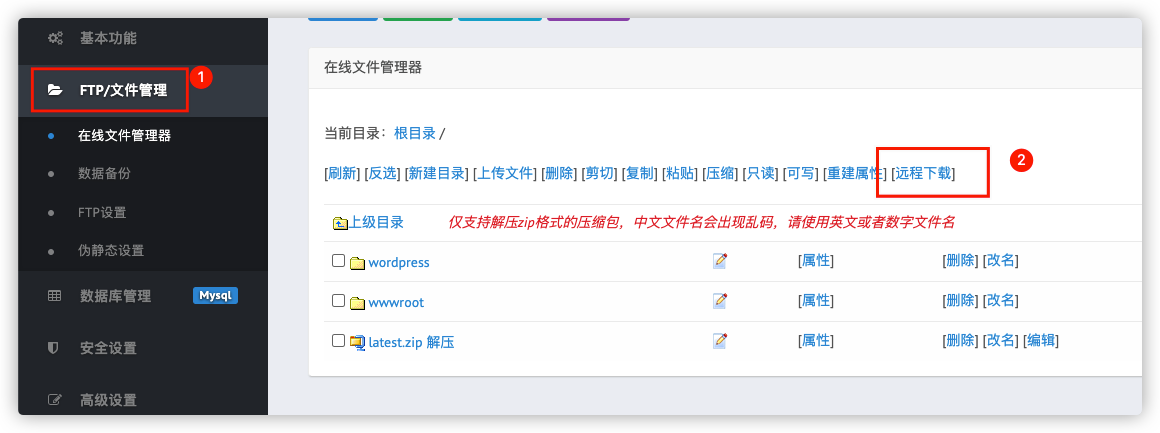 基本功能
FTP/文件管理
1
在线文件管理器
数据备份
FTP设置
伪静态设置
数据库管理 Mysql
安全设置
高级设置
在线文件管理器
当前目录：根目录 /
[刷新] [反选] [新建目录] [上传文件] [删除] [剪切] [复制] [粘贴] [压缩] [只读] [可写] [重建属性] [远程下载]
2
上级目录 仅支持解压zip格式的压缩包，中文文件名会出现乱码，请使用英文或者数字文件名
wordpress [属性] [删除] [改名]
wwwroot [属性] [删除] [改名]
latest.zip 解压 [属性] [删除] [改名] [编辑]